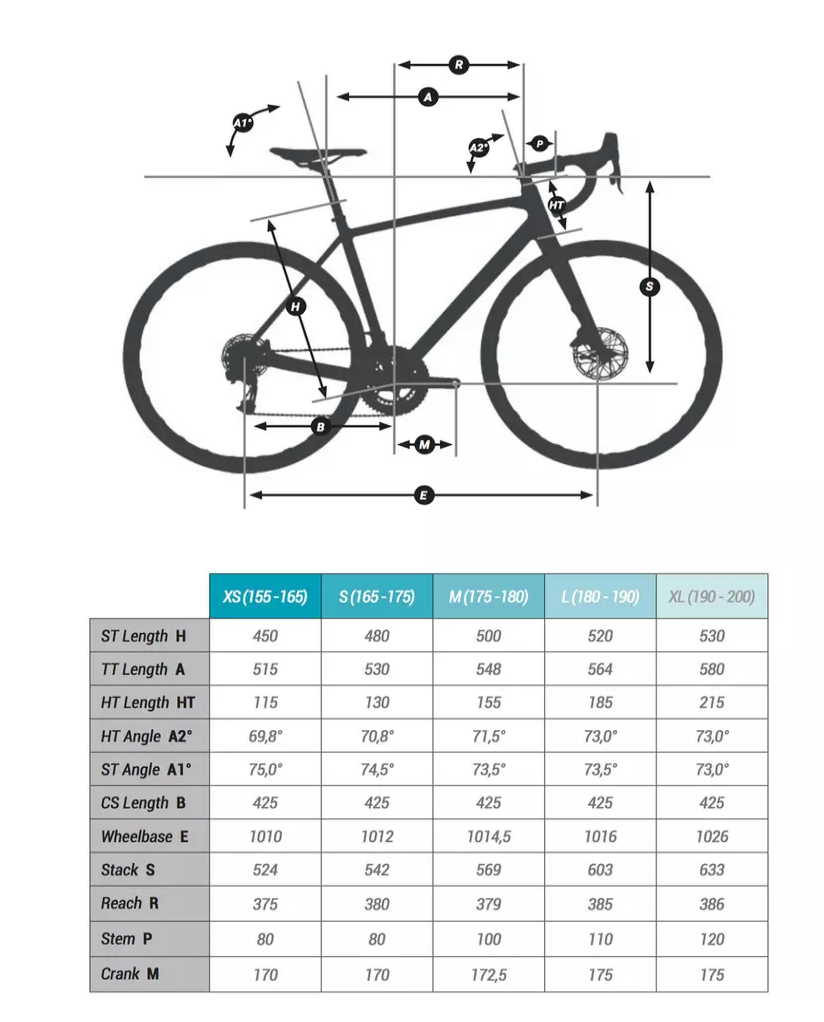 R
A
A1°
A2°
P
HT
S
H
B
M
E
XS (155 -165) S (165 -175) M (175 -180) L (180 - 190) XL (190 - 200)
ST Length H 450 480 500 520 530
TT Length A 515 530 548 564 580
HT Length HT 115 130 155 185 215
HT Angle A2° 69,8° 70,8° 71,5° 73,0° 73,0°
ST Angle A1° 75,0° 74,5° 73,5° 73,5° 73,0°
CS Length B 425 425 425 425 425
Wheelbase E 1010 1012 1014,5 1016 1026
Stack S 524 542 569 603 633
Reach R 375 380 379 385 386
Stem P 80 80 100 110 120
Crank M 170 170 172,5 175 175